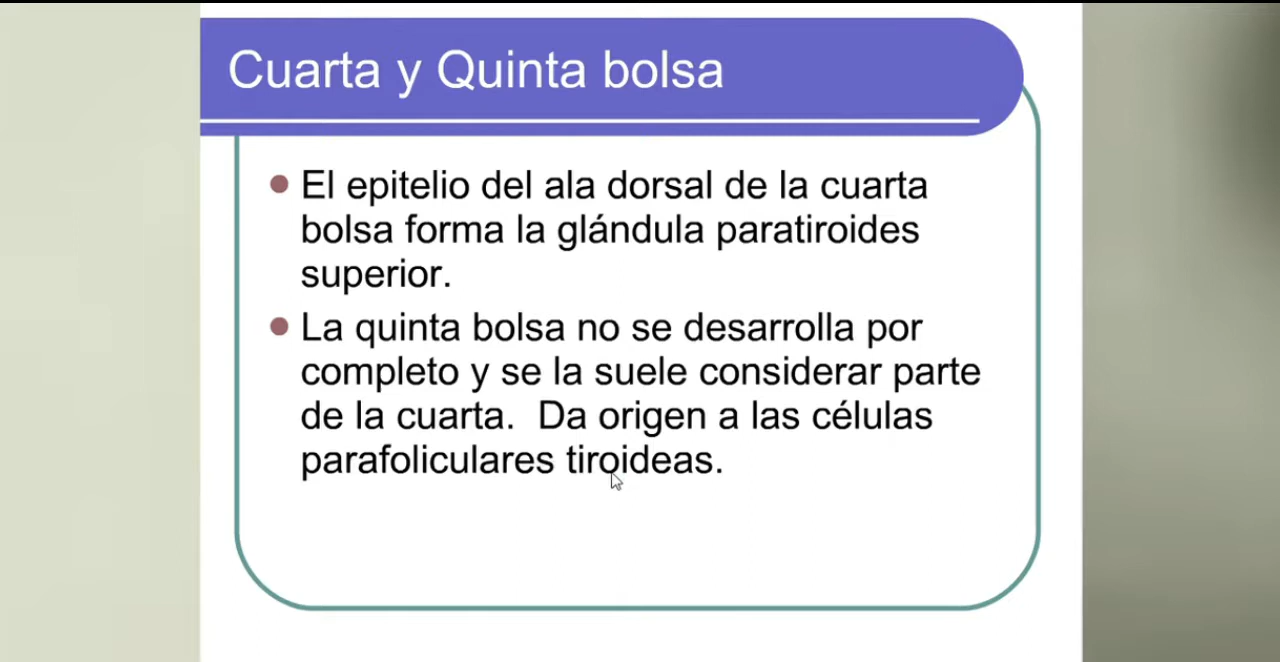 Cuarta y Quinta bolsa
El epitelio del ala dorsal de la cuarta
bolsa forma la glándula paratiroides
superior.
La quinta bolsa no se desarrolla por
completo y se la suele considerar parte
de la cuarta.  Da origen a las células
parafoliculares tiroideas.